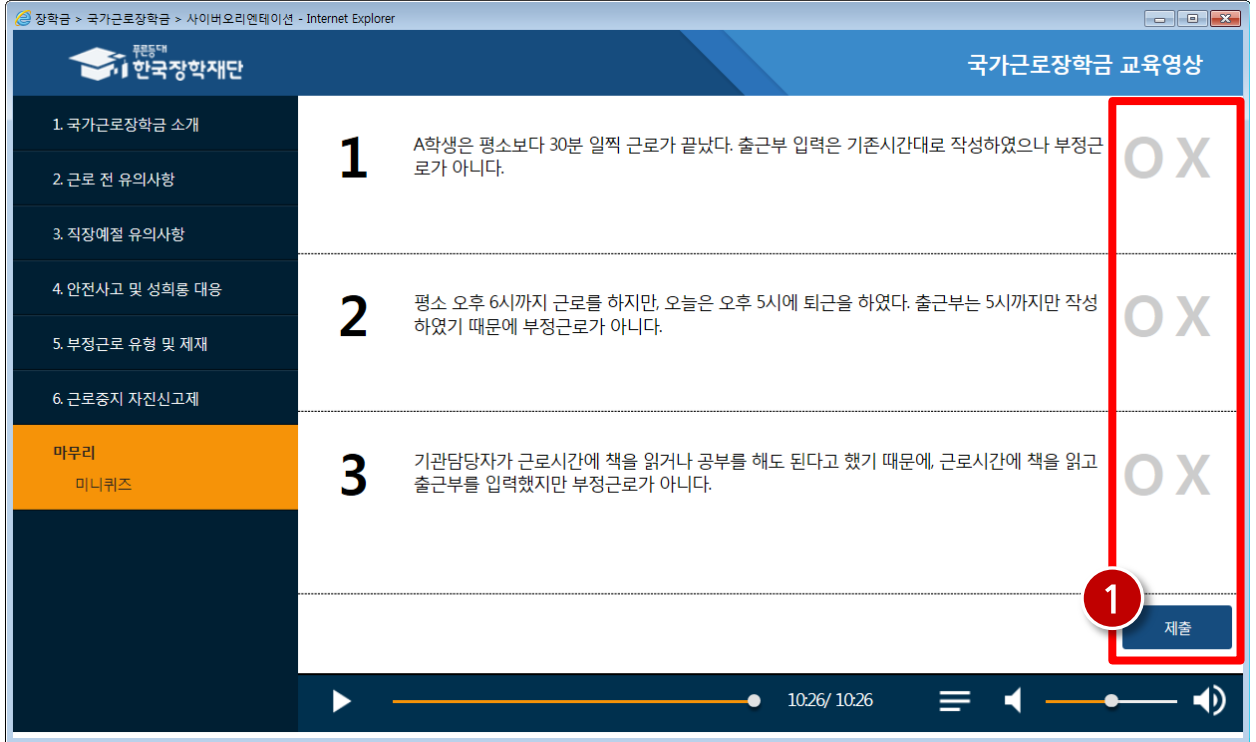 장학금 > 국가근로장학금 > 사이버오리엔테이션 - Internet Explorer
푸른등대
한국장학재단
국가근로장학금 교육영상
1. 국가근로장학금 소개
2. 근로 전 유의사항
3. 직장예절 유의사항
4. 안전사고 및 성희롱 대응
5. 부정근로 유형 및 제재
6. 근로중지 자진신고제
마무리
미니퀴즈
1
A학생은 평소보다 30분 일찍 근로가 끝났다. 출근부 입력은 기존시간대로 작성하였으나 부정근
로가 아니다.
O X
2
평소 오후 6시까지 근로를 하지만, 오늘은 오후 5시에 퇴근을 하였다. 출근부는 5시까지만 작성
하였기 때문에 부정근로가 아니다.
O X
3
기관담당자가 근로시간에 책을 읽거나 공부를 해도 된다고 했기 때문에, 근로시간에 책을 읽고
출근부를 입력했지만 부정근로가 아니다.
O X
1
제출
10:26/ 10:26